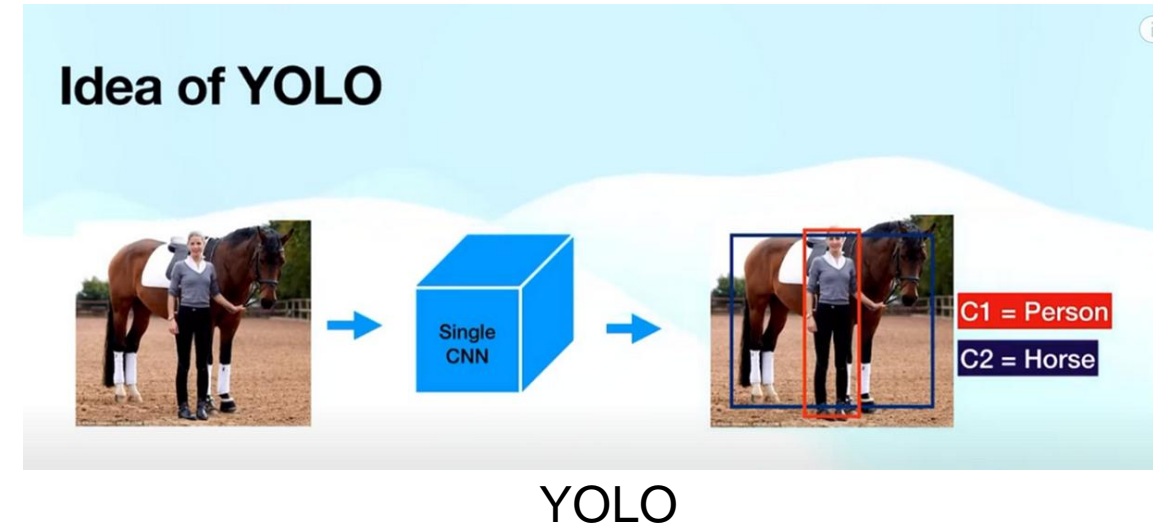 Idea of YOLO
Single
CNN
C1 = Person
C2 = Horse
YOLO